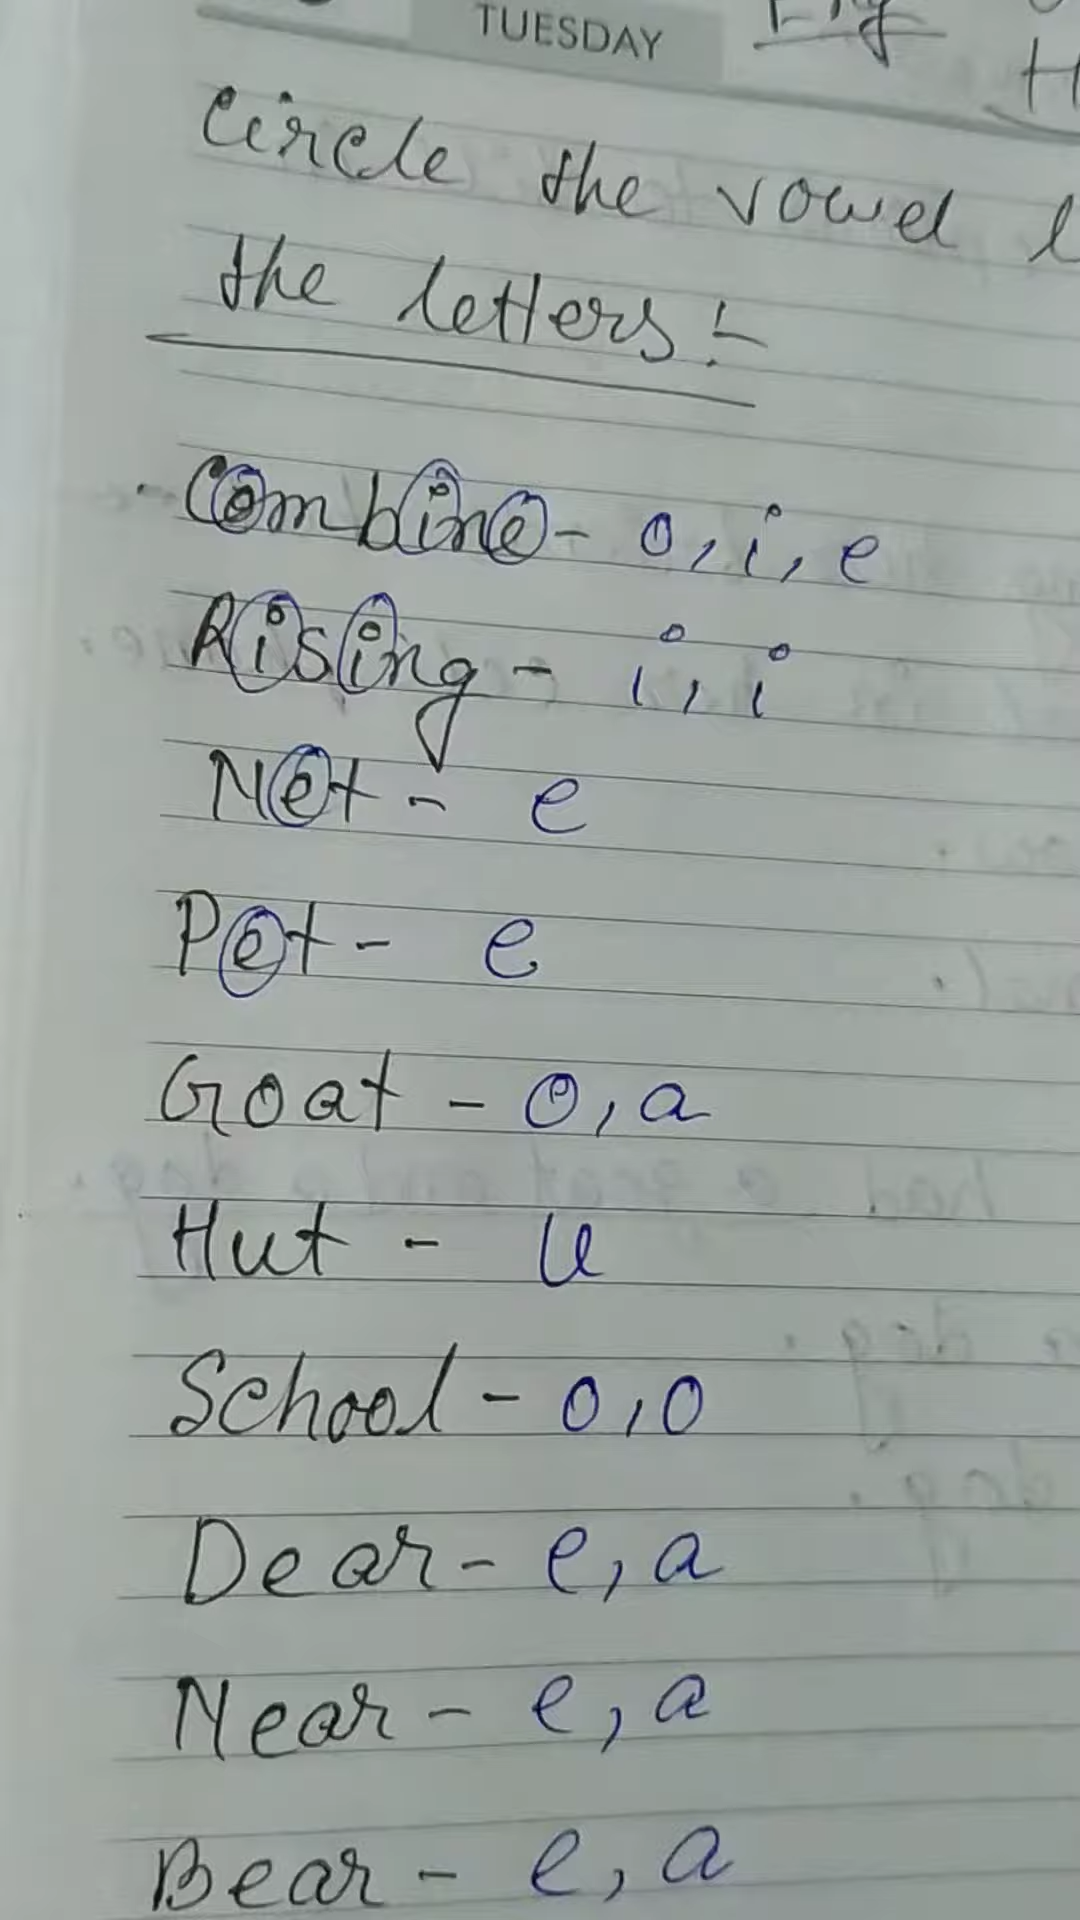 TUESDAY
Circle the vowel
the letters:-
Combine - o, i, e
Rising - i, i
Net - e
Pet - e
Goat - o, a
Hut - u
School - o, o
Dear - e, a
Near - e, a
Bear - e, a